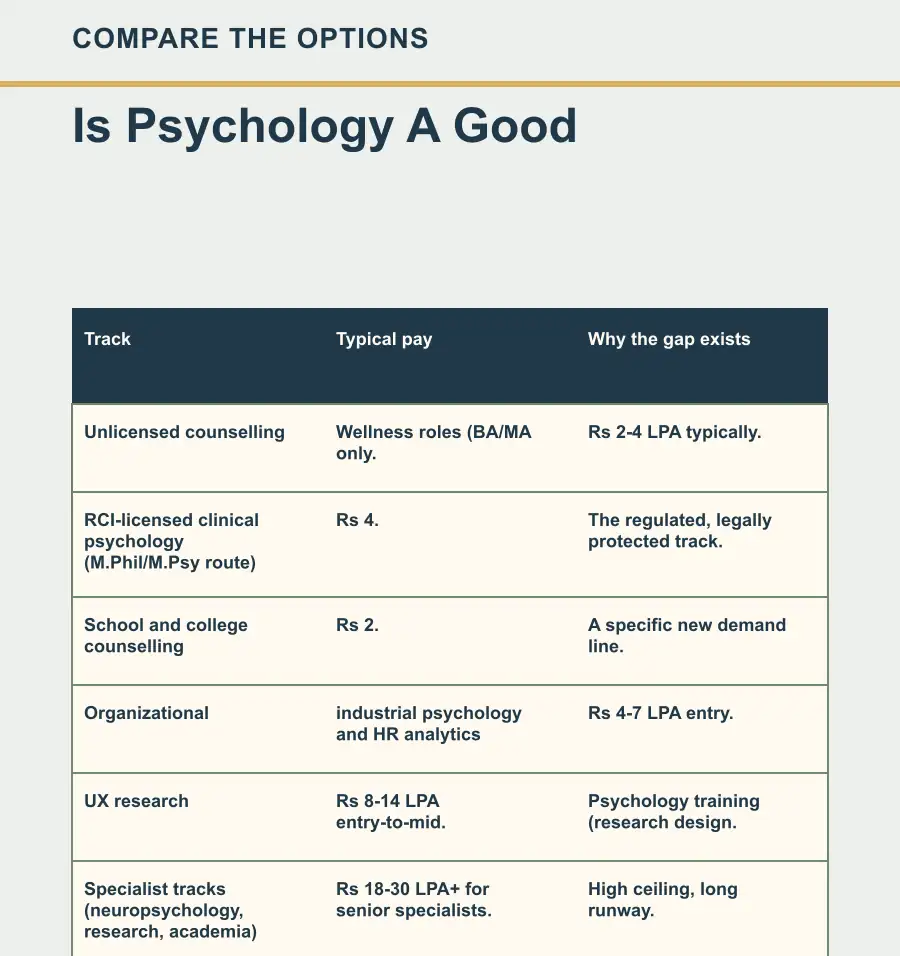 COMPARE THE OPTIONS
Is Psychology A Good
Track
Typical pay
Why the gap exists
Unlicensed counselling
Wellness roles (BA/MA
only.
Rs 2-4 LPA typically.
RCI-licensed clinical
psychology
(M.Phil/M.Psy route)
Rs 4.
The regulated, legally
protected track.
School and college
counselling
Rs 2.
A specific new demand
line.
Organizational
industrial psychology
and HR analytics
Rs 4-7 LPA entry.
UX research
Rs 8-14 LPA
entry-to-mid.
Psychology training
(research design.
Specialist tracks
(neuropsychology,
research, academia)
Rs 18-30 LPA+ for
senior specialists.
High ceiling, long
runway.